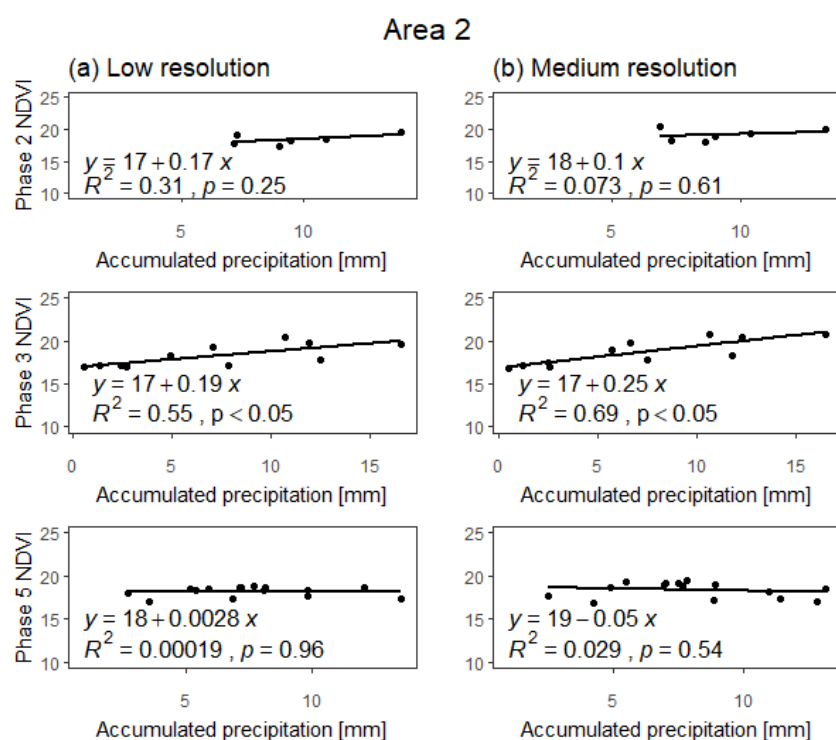 Area 2
(a) Low resolution
(b) Medium resolution
Phase 2 NDVI
25
20
15
10
y = 17 + 0.17 x
R² = 0.31 , p = 0.25
5
10
Accumulated precipitation [mm]
25
20
15
10
y = 18 + 0.1 x
R² = 0.073 , p = 0.61
5
10
Accumulated precipitation [mm]
Phase 3 NDVI
25
20
15
10
y = 17 + 0.19 x
R² = 0.55 , p < 0.05
0
5
10
15
Accumulated precipitation [mm]
25
20
15
10
y = 17 + 0.25 x
R² = 0.69 , p < 0.05
0
5
10
15
Accumulated precipitation [mm]
Phase 5 NDVI
25
20
15
10
y = 18 + 0.0028 x
R² = 0.00019 , p = 0.96
5
10
Accumulated precipitation [mm]
25
20
15
10
y = 19 − 0.05 x
R² = 0.029 , p = 0.54
5
10
Accumulated precipitation [mm]